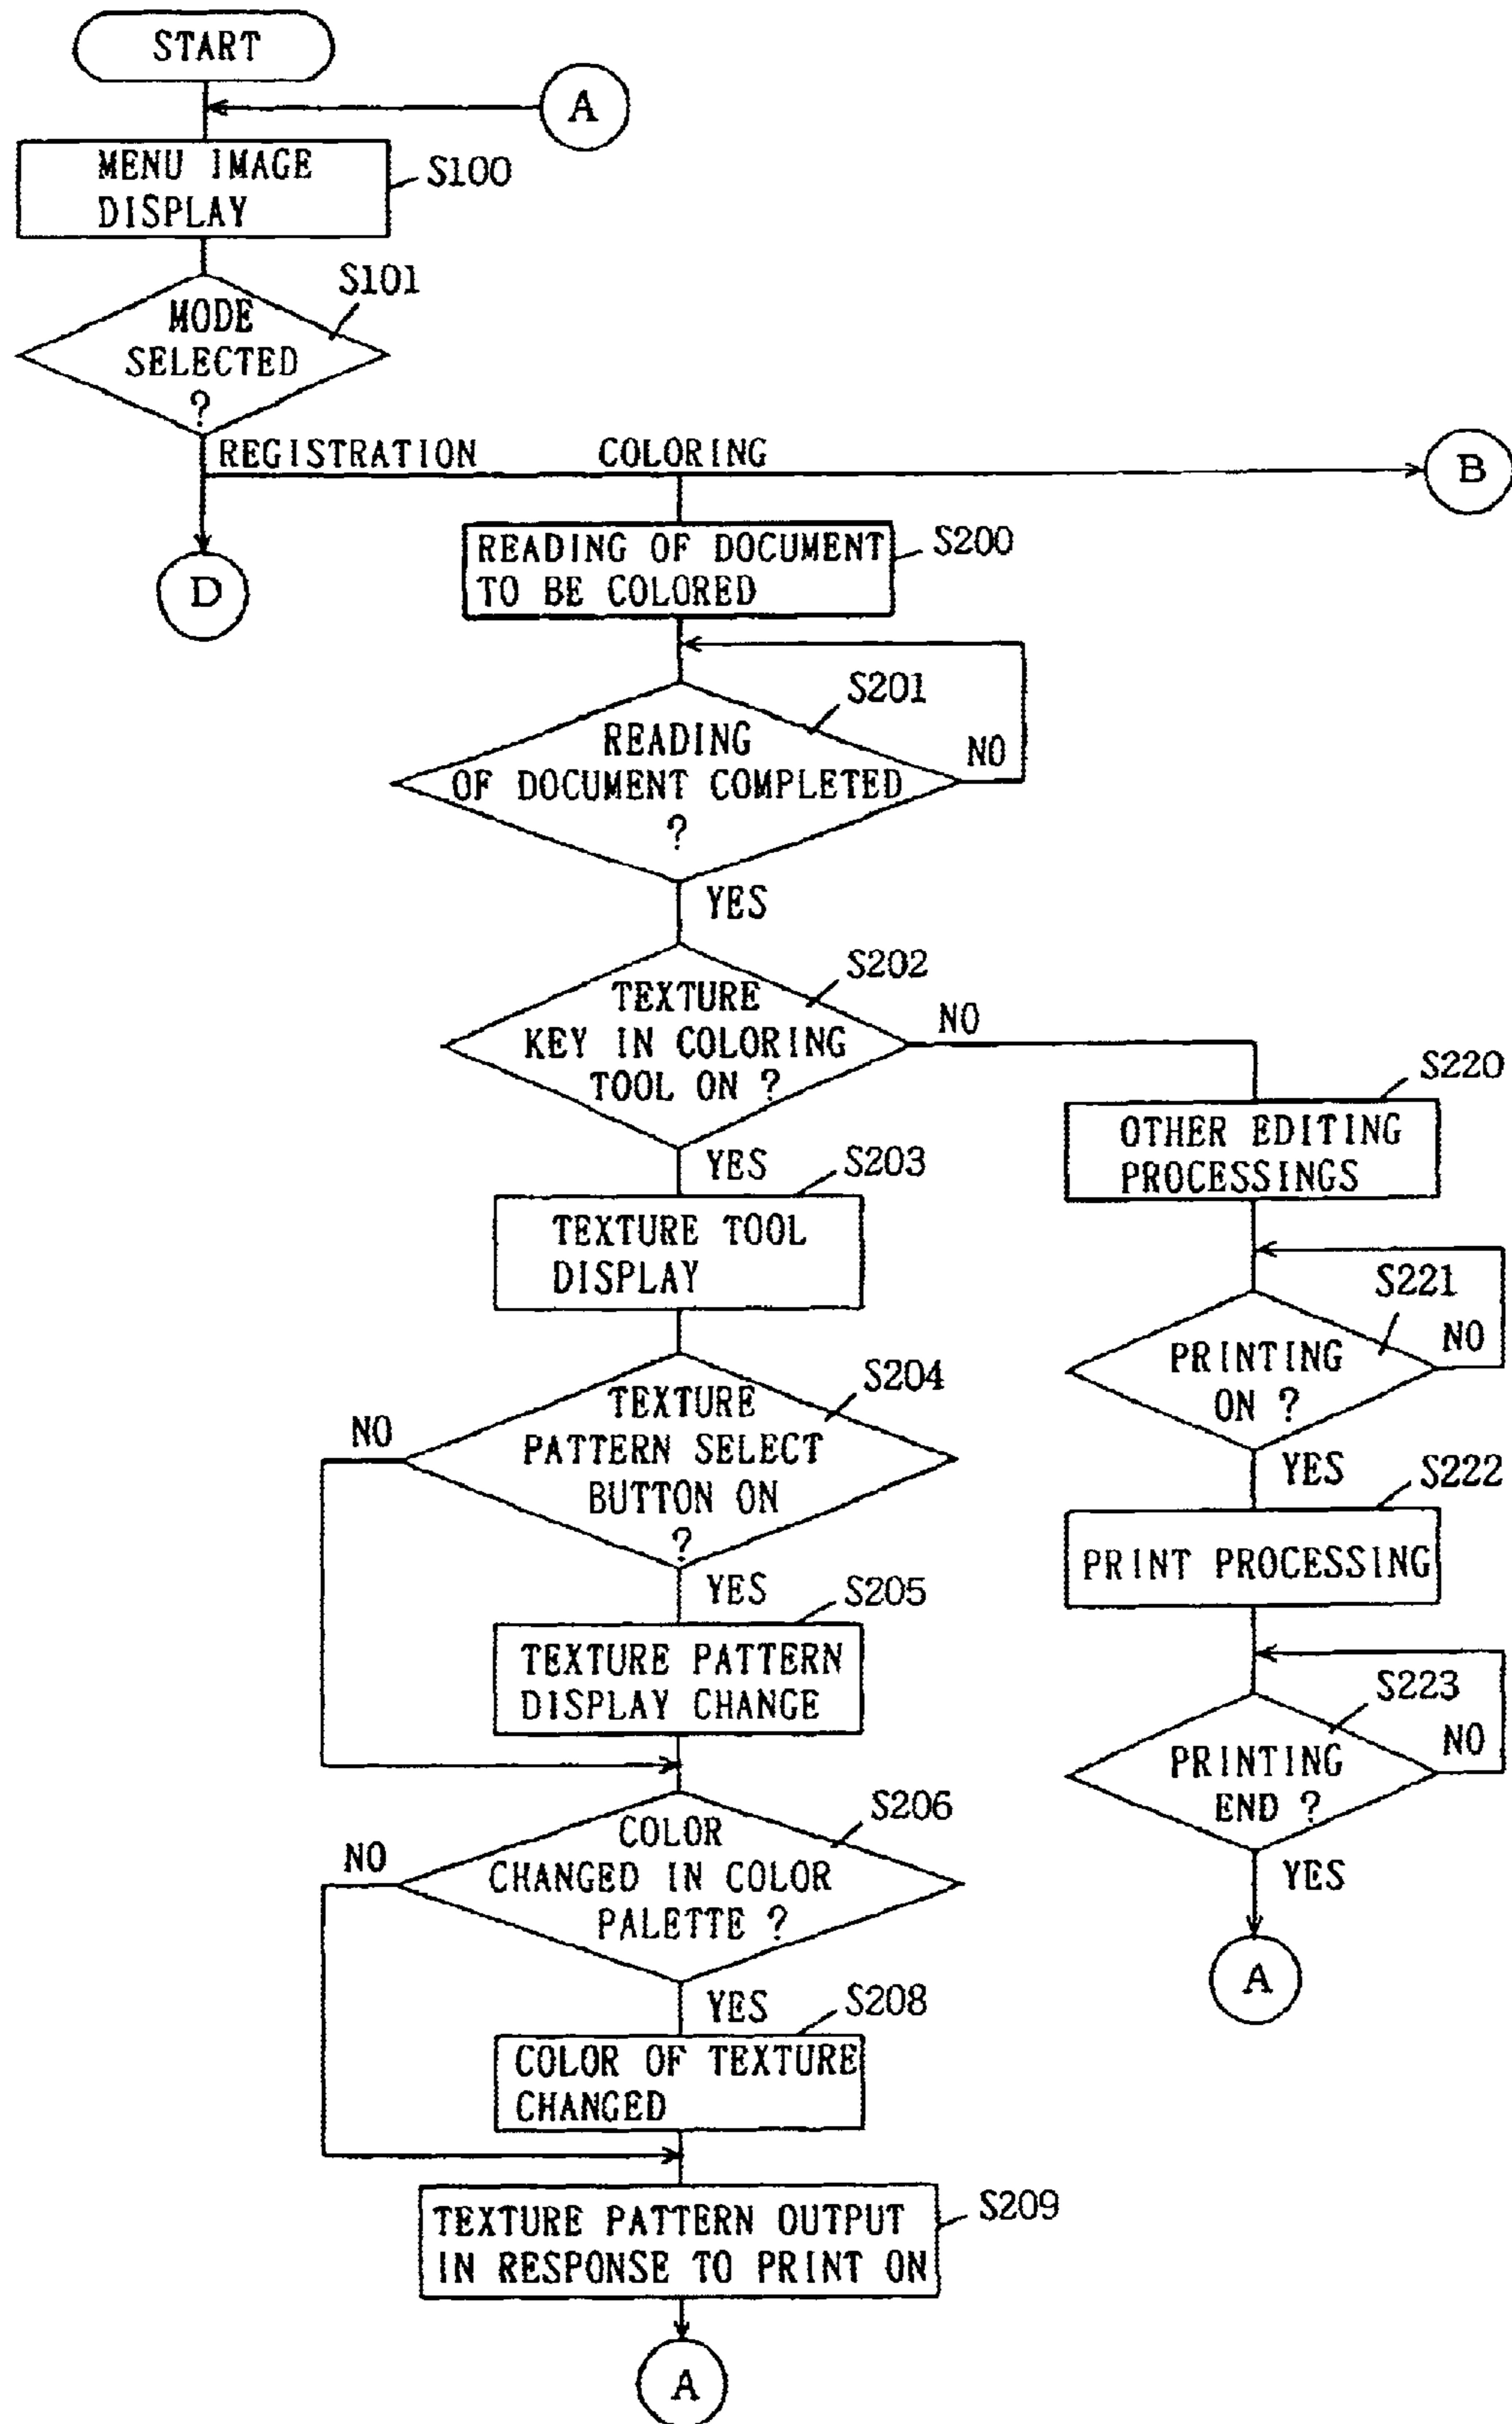 START
A
MENU IMAGE
DISPLAY
S100
S101
MODE
SELECTED
?
REGISTRATION
COLORING
B
D
READING OF DOCUMENT
TO BE COLORED
S200
S201
READING
OF DOCUMENT COMPLETED
?
NO
YES
S202
TEXTURE
KEY IN COLORING
TOOL ON ?
NO
YES
S203
TEXTURE TOOL
DISPLAY
S204
TEXTURE
PATTERN SELECT
BUTTON ON
?
NO
YES
S205
TEXTURE PATTERN
DISPLAY CHANGE
S206
COLOR
CHANGED IN COLOR
PALETTE ?
NO
YES
S208
COLOR OF TEXTURE
CHANGED
TEXTURE PATTERN OUTPUT
IN RESPONSE TO PRINT ON
S209
A
S220
OTHER EDITING
PROCESSINGS
S221
PRINTING
ON ?
NO
YES
S222
PRINT PROCESSING
S223
PRINTING
END ?
NO
YES
A